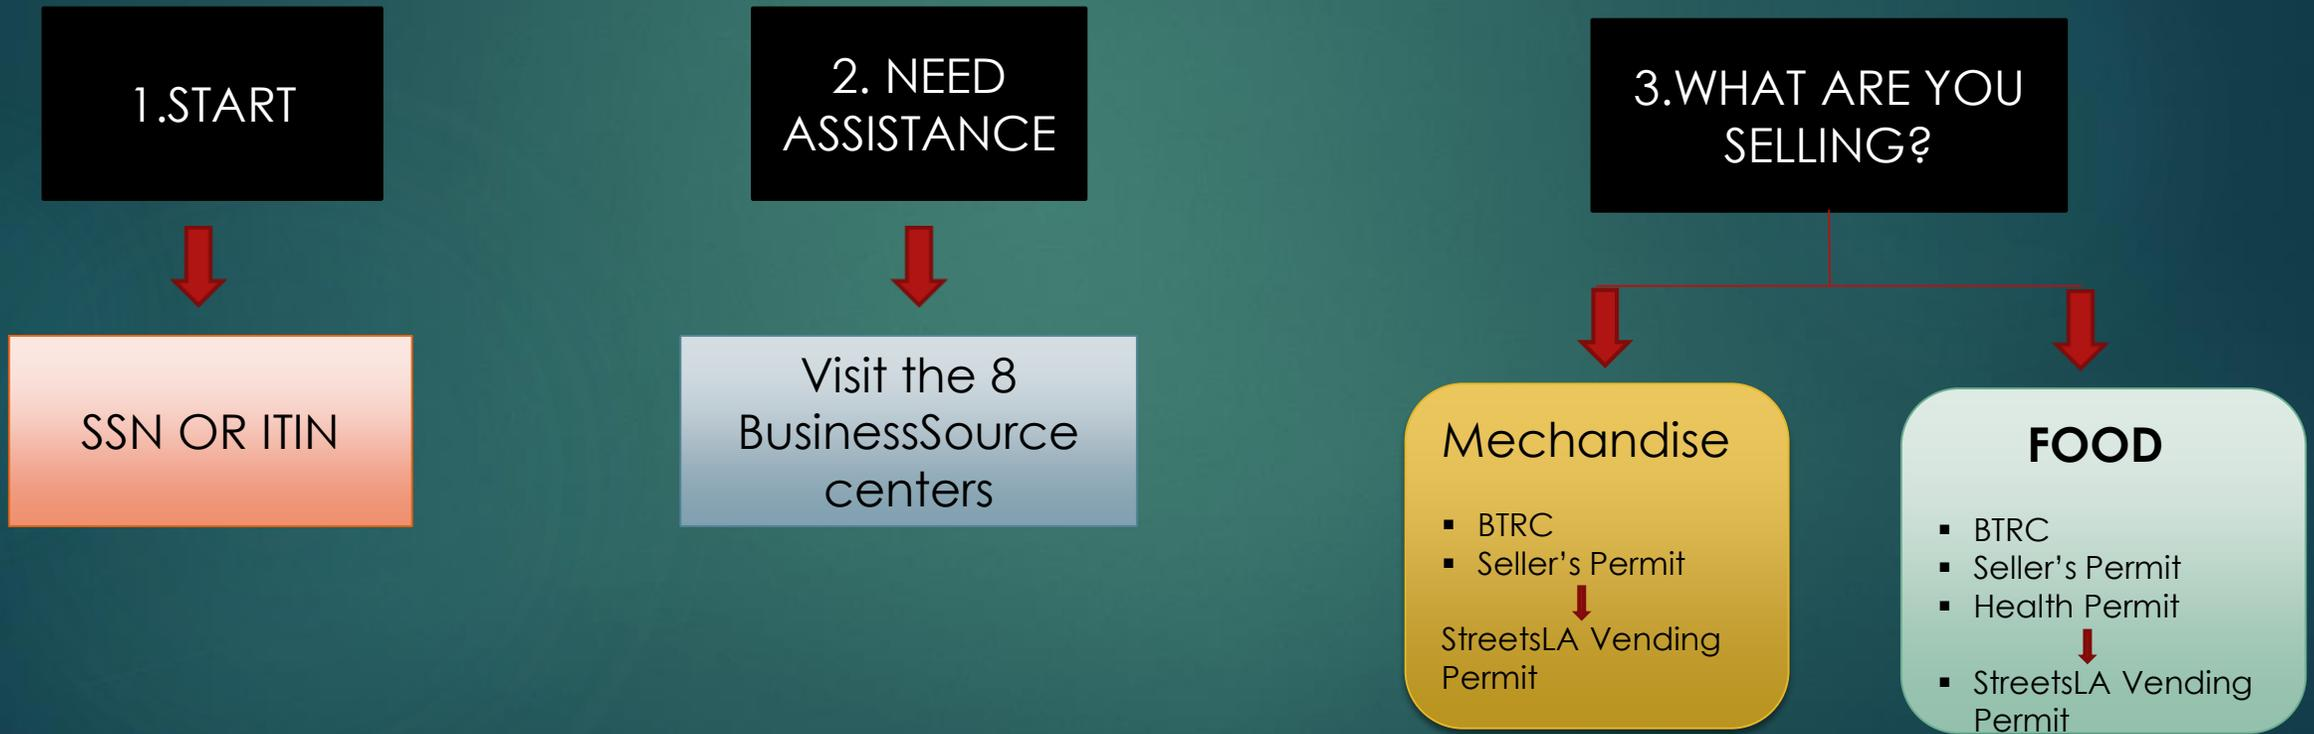 1.START
SSN OR ITIN
2. NEED
ASSISTANCE
Visit the 8
BusinessSource
centers
3.WHAT ARE YOU
SELLING?
Mechandise
▪ BTRC
▪ Seller’s Permit
StreetsLA Vending
Permit
FOOD
▪ BTRC
▪ Seller’s Permit
▪ Health Permit
▪ StreetsLA Vending
Permit